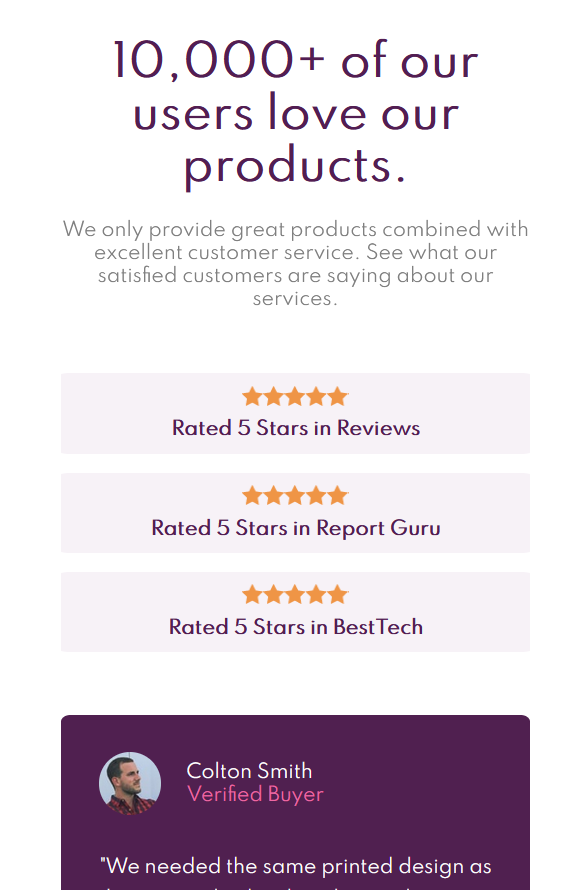 10,000+ of our
users love our
products.
We only provide great products combined with
excellent customer service. See what our
satisfied customers are saying about our
services.
Rated 5 Stars in Reviews
Rated 5 Stars in Report Guru
Rated 5 Stars in BestTech
Colton Smith
Verified Buyer
"We needed the same printed design as